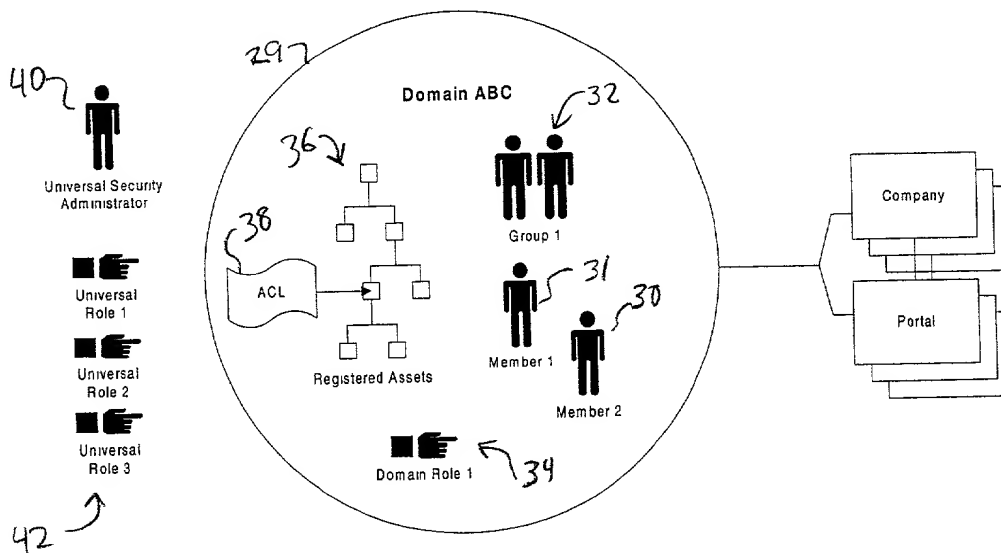 29
Domain ABC
32
40
36
Universal Security
Administrator
Group 1
Company
38
ACL
31
30
Universal
Role 1
Member 1
Portal
Universal
Role 2
Registered Assets
Member 2
Universal
Role 3
Domain Role 1
34
42